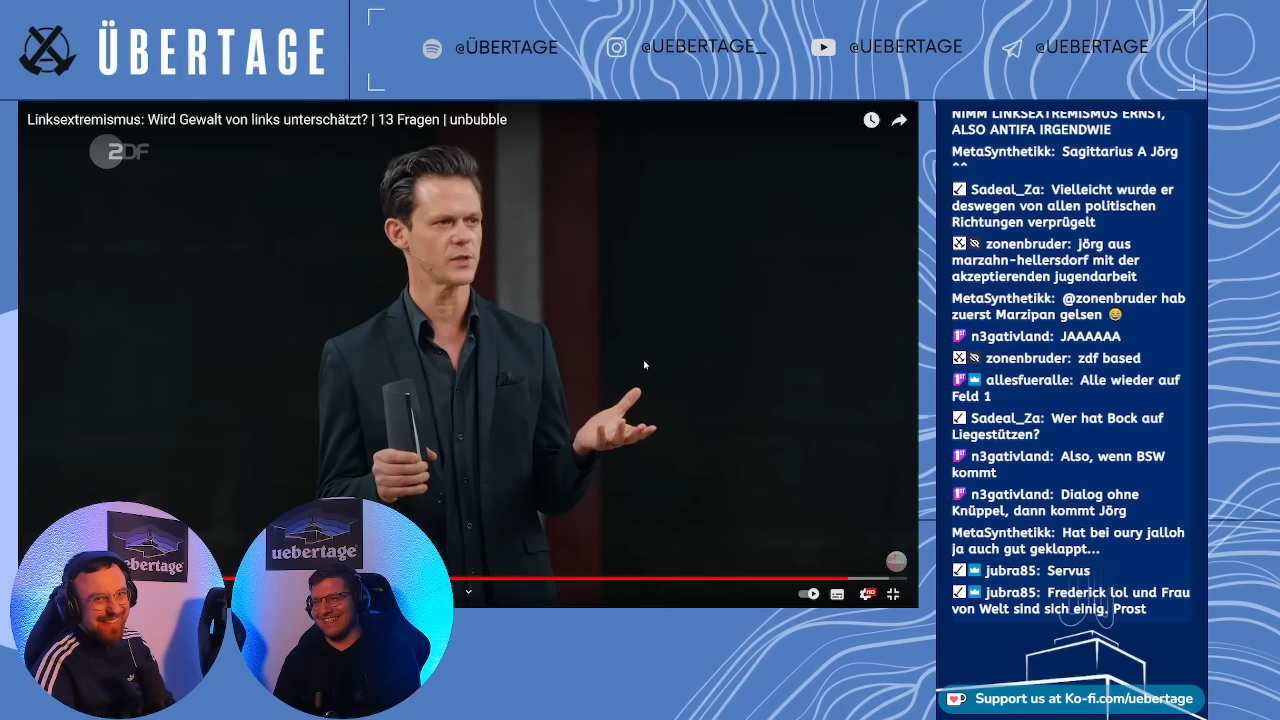 ÜBERTAGE
@ÜBERTAGE
@UEBERTAGE_
@UEBERTAGE
@UEBERTAGE
Linksextremismus: Wird Gewalt von links unterschätzt? | 13 Fragen | unbubble
ZDF
NIMM LINKSEXTREMISMUS ERNST,
ALSO ANTIFA IRGENDWIE
MetaSynthetikk: Sagittarius A Jörg
^^
Sadeal_Za: Vielleicht wurde er
deswegen von allen politischen
Richtungen verprügelt
zonenbruder: jörg aus
marzahn-hellersdorf mit der
akzeptierenden jugendarbeit
MetaSynthetikk: @zonenbruder hab
zuerst Marzipan gelsen 😅
n3gativland: JAAAAAA
zonenbruder: zdf based
allesfueralle: Alle wieder auf
Feld 1
Sadeal_Za: Wer hat Bock auf
Liegestützen?
n3gativland: Also, wenn BSW
kommt
n3gativland: Dialog ohne
Knüppel, dann kommt Jörg
MetaSynthetikk: Hat bei oury jalloh
ja auch gut geklappt...
jubra85: Servus
jubra85: Frederick lol und Frau
von Welt sind sich einig. Prost
uebertage
uebertage
HD
Support us at Ko-fi.com/uebertage